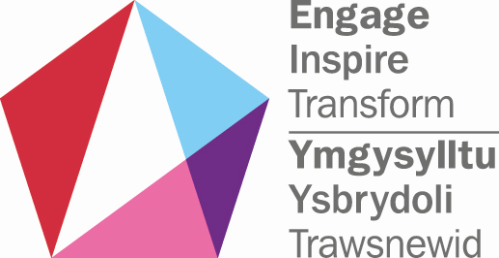 Engage
Inspire
Transform
Ymgysylltu
Ysbrydoli
Trawsnewid